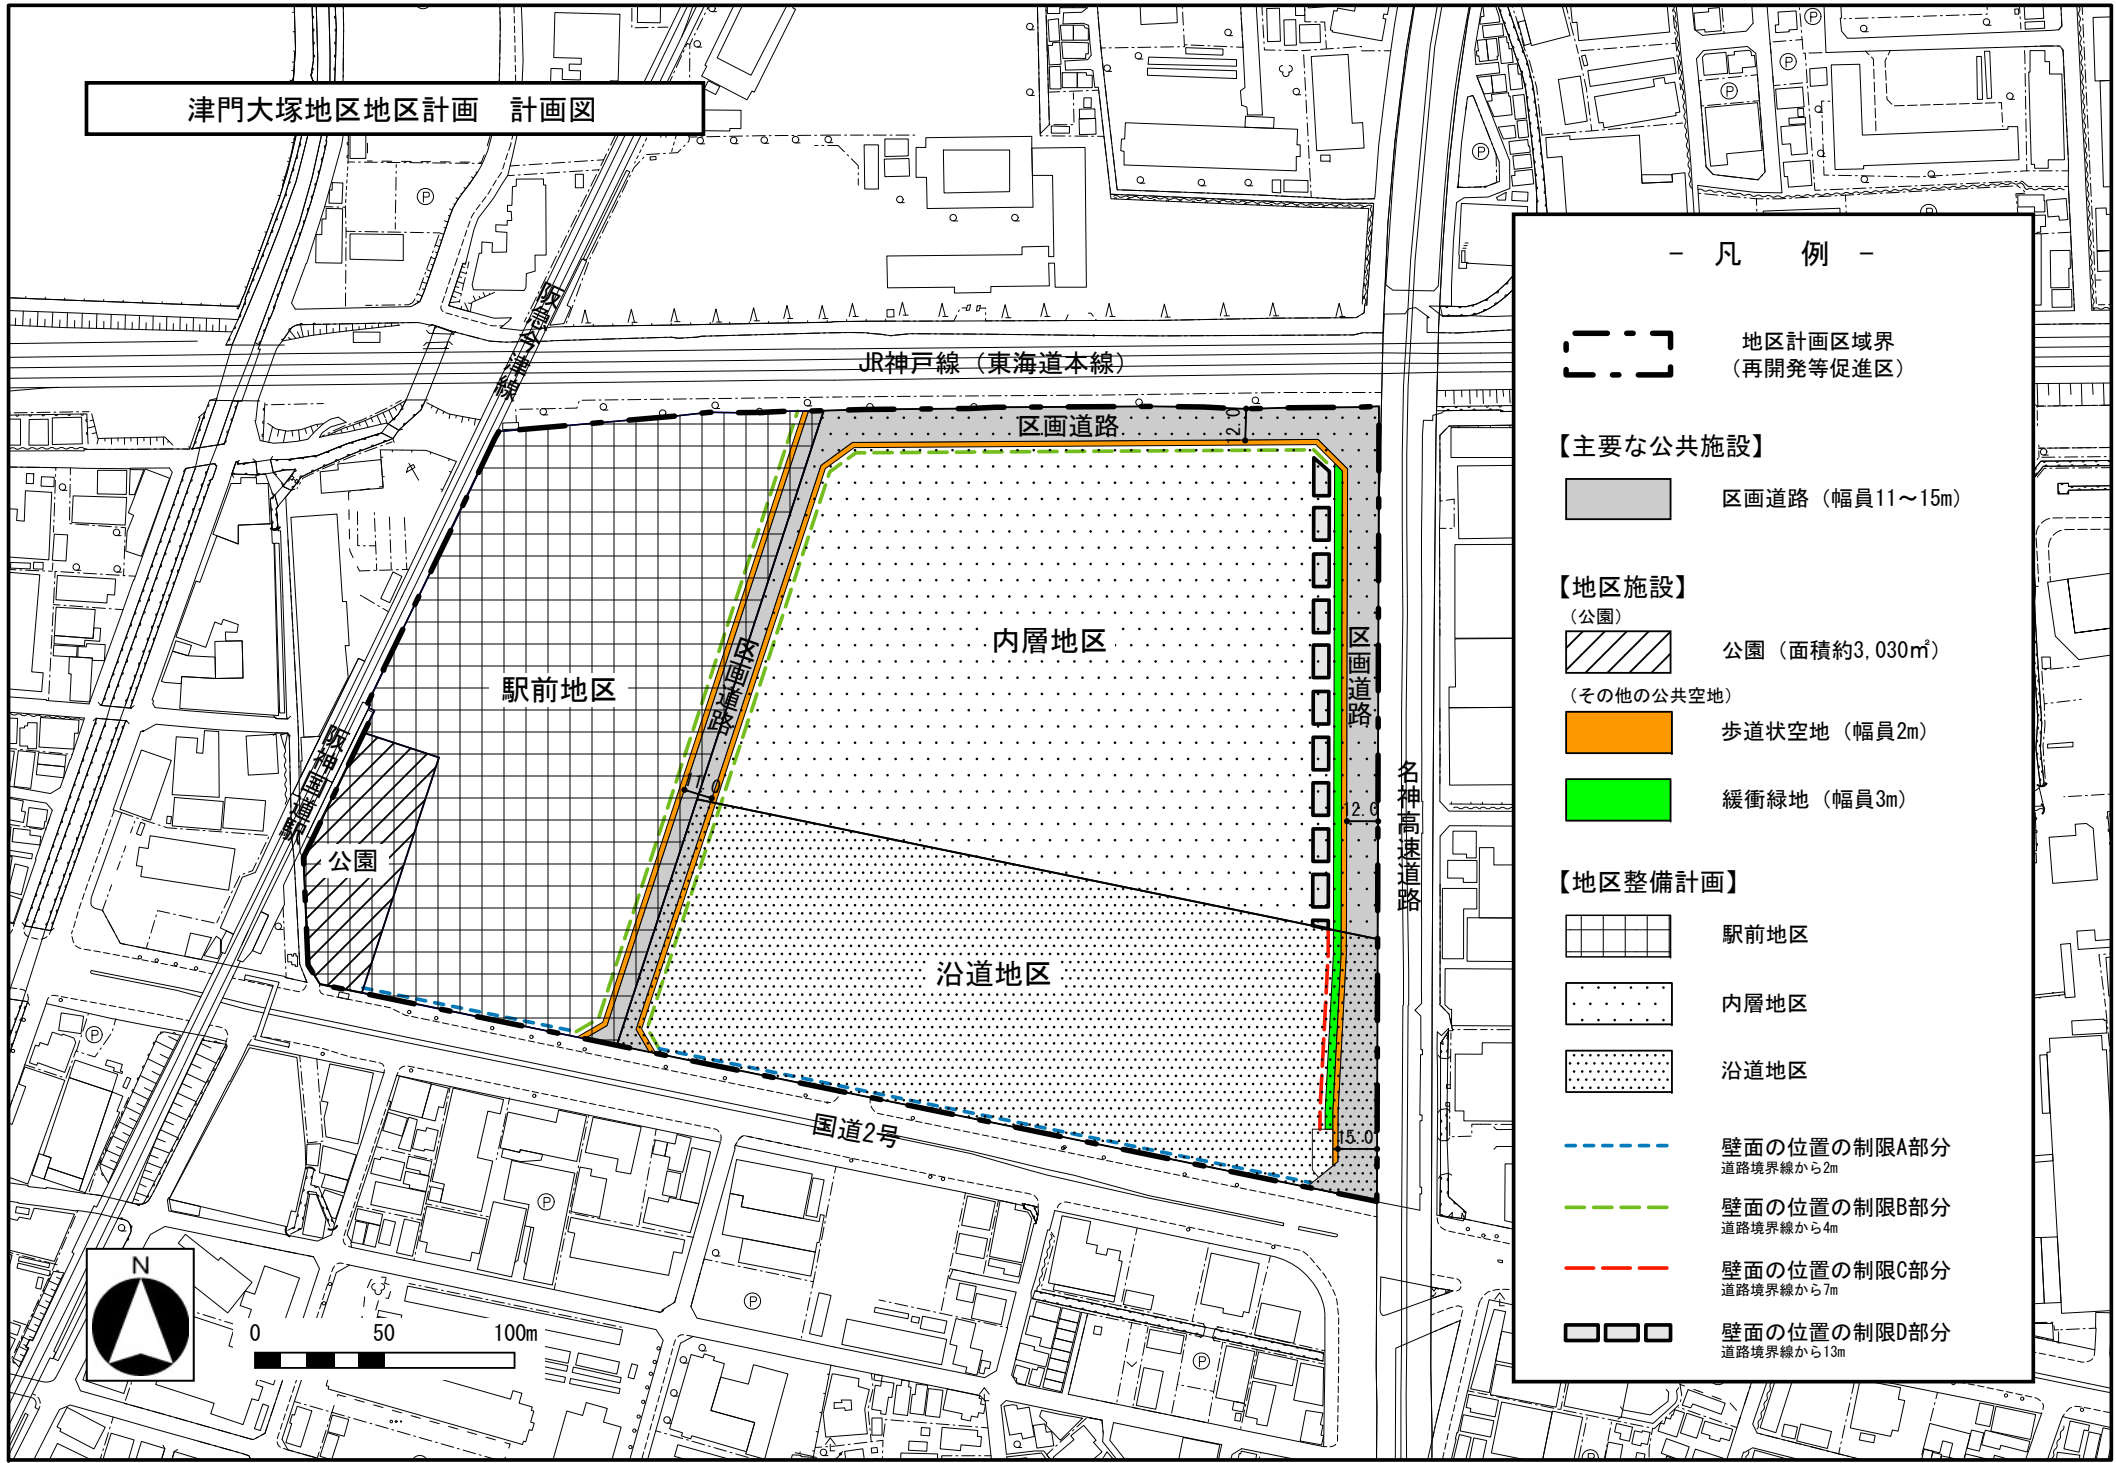 津門大塚地区地区計画　計画図
阪急今津線
JR神戸線（東海道本線）
区画道路
12.0
内層地区
区画道路
駅前地区
区画道路
11.0
12.0
名神高速道路
阪神国道駅
公園
沿道地区
15.0
国道2号
N
0 50 100m
－ 凡　例 －
地区計画区域界
（再開発等促進区）
【主要な公共施設】
区画道路（幅員11～15m）
【地区施設】
（公園）
公園（面積約3,030㎡）
（その他の公共空地）
歩道状空地（幅員2m）
緩衝緑地（幅員3m）
【地区整備計画】
駅前地区
内層地区
沿道地区
壁面の位置の制限A部分
道路境界線から2m
壁面の位置の制限B部分
道路境界線から4m
壁面の位置の制限C部分
道路境界線から7m
壁面の位置の制限D部分
道路境界線から13m
P
P
P
P
P
P
P
P
P
P